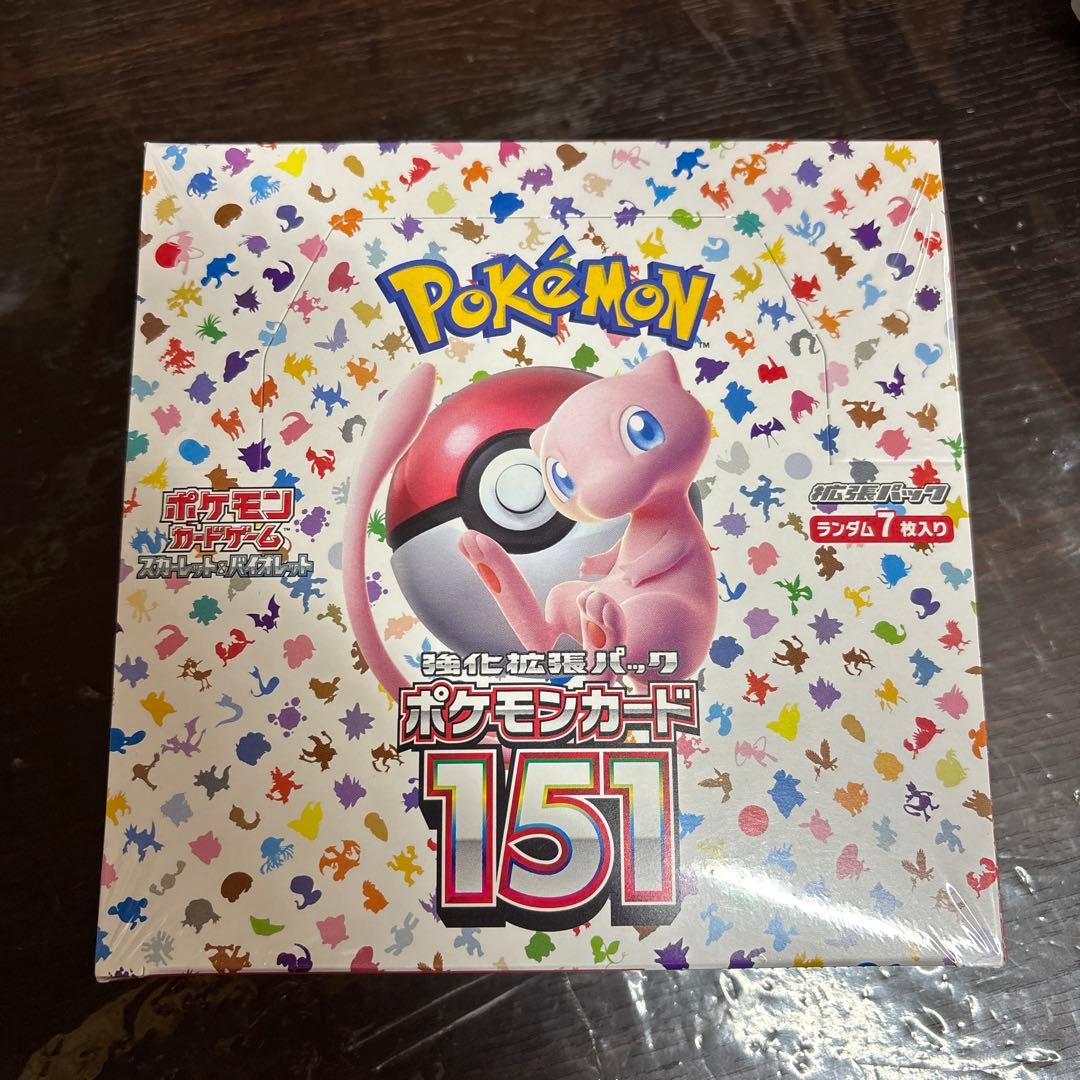 POKéMON
TM
ポケモン
カードゲーム
スカーレット&バイオレット
拡張パック
ランダム7枚入り
強化拡張パック
ポケモンカード
151